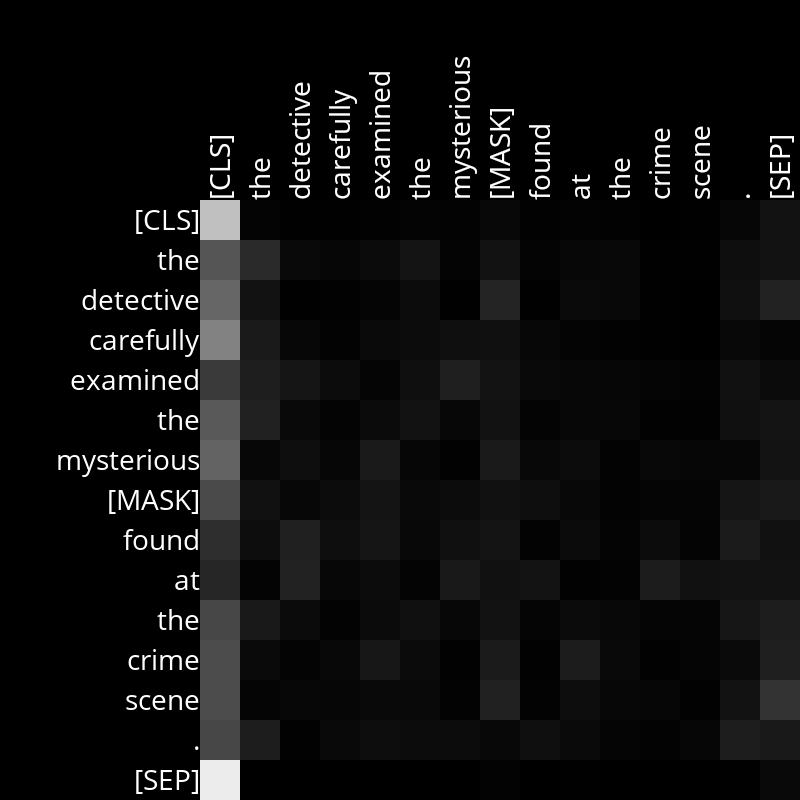 [CLS] the detective carefully examined the mysterious [MASK] found at the crime scene . [SEP]
[CLS]
the
detective
carefully
examined
the
mysterious
[MASK]
found
at
the
crime
scene
.
[SEP]